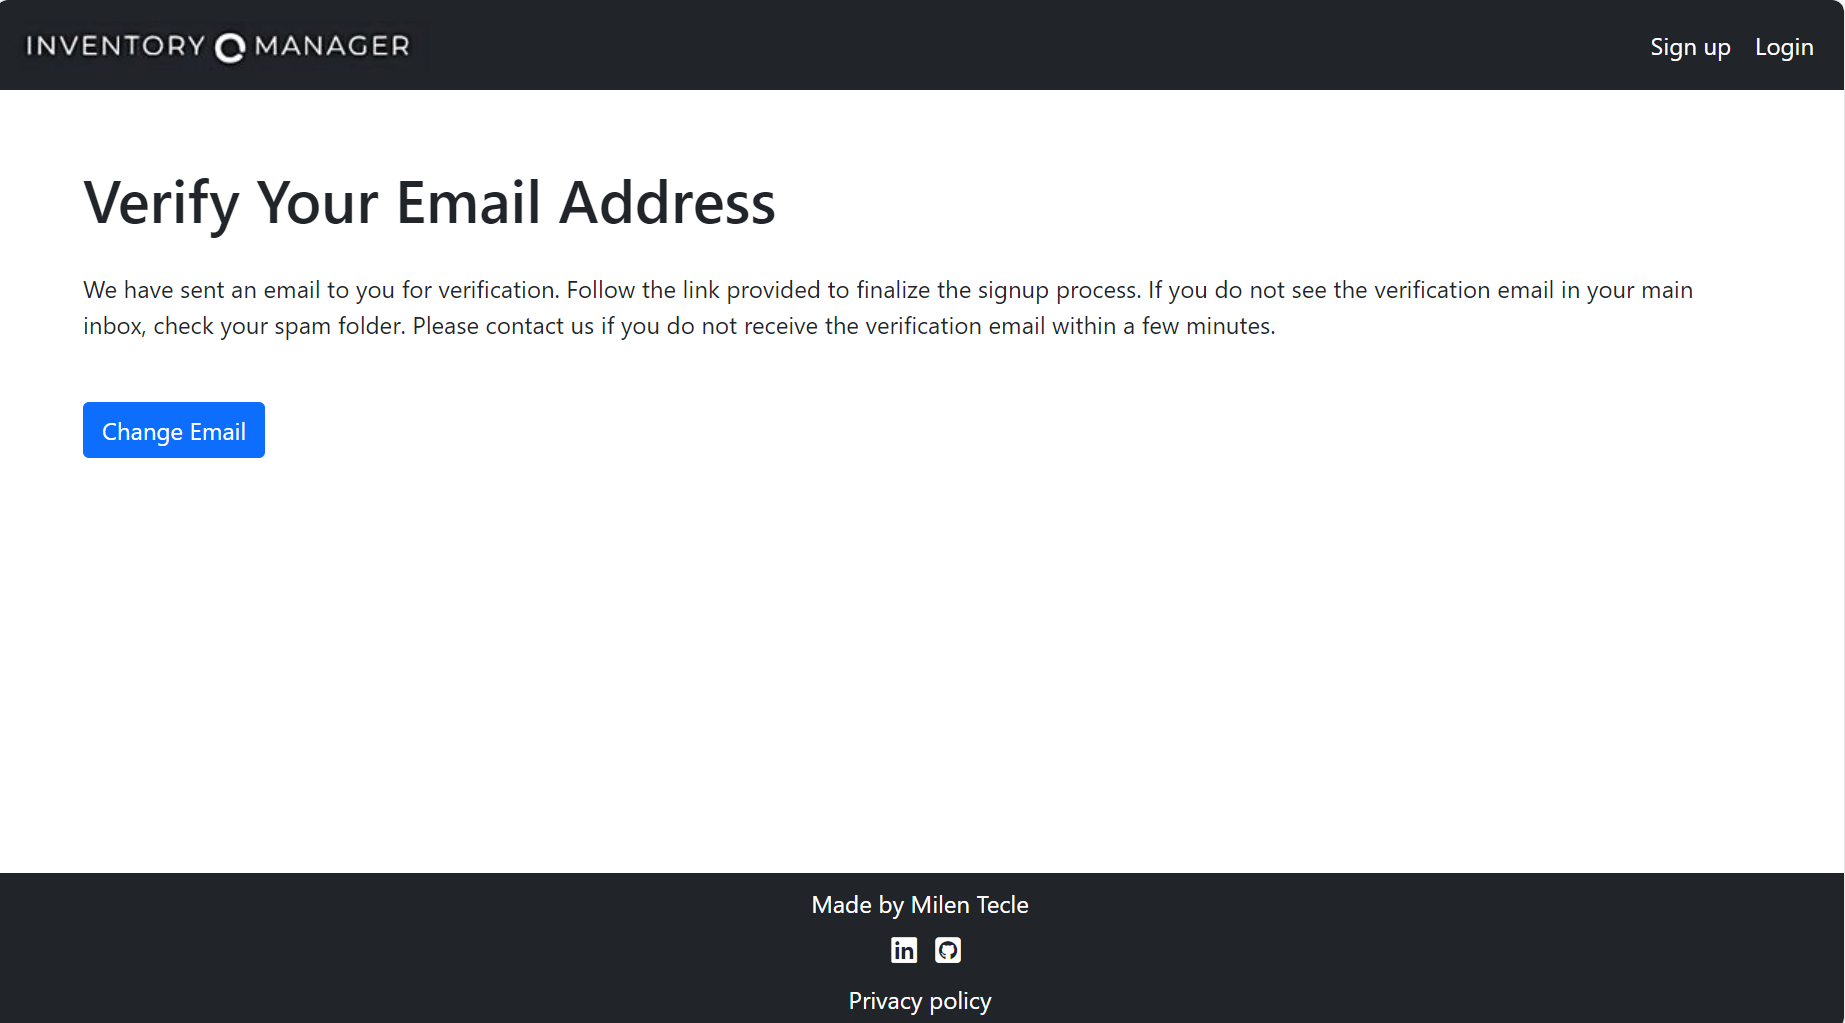 INVENTORY MANAGER
Sign up Login
Verify Your Email Address
We have sent an email to you for verification. Follow the link provided to finalize the signup process. If you do not see the verification email in your main
inbox, check your spam folder. Please contact us if you do not receive the verification email within a few minutes.
Change Email
Made by Milen Tecle
in
Privacy policy